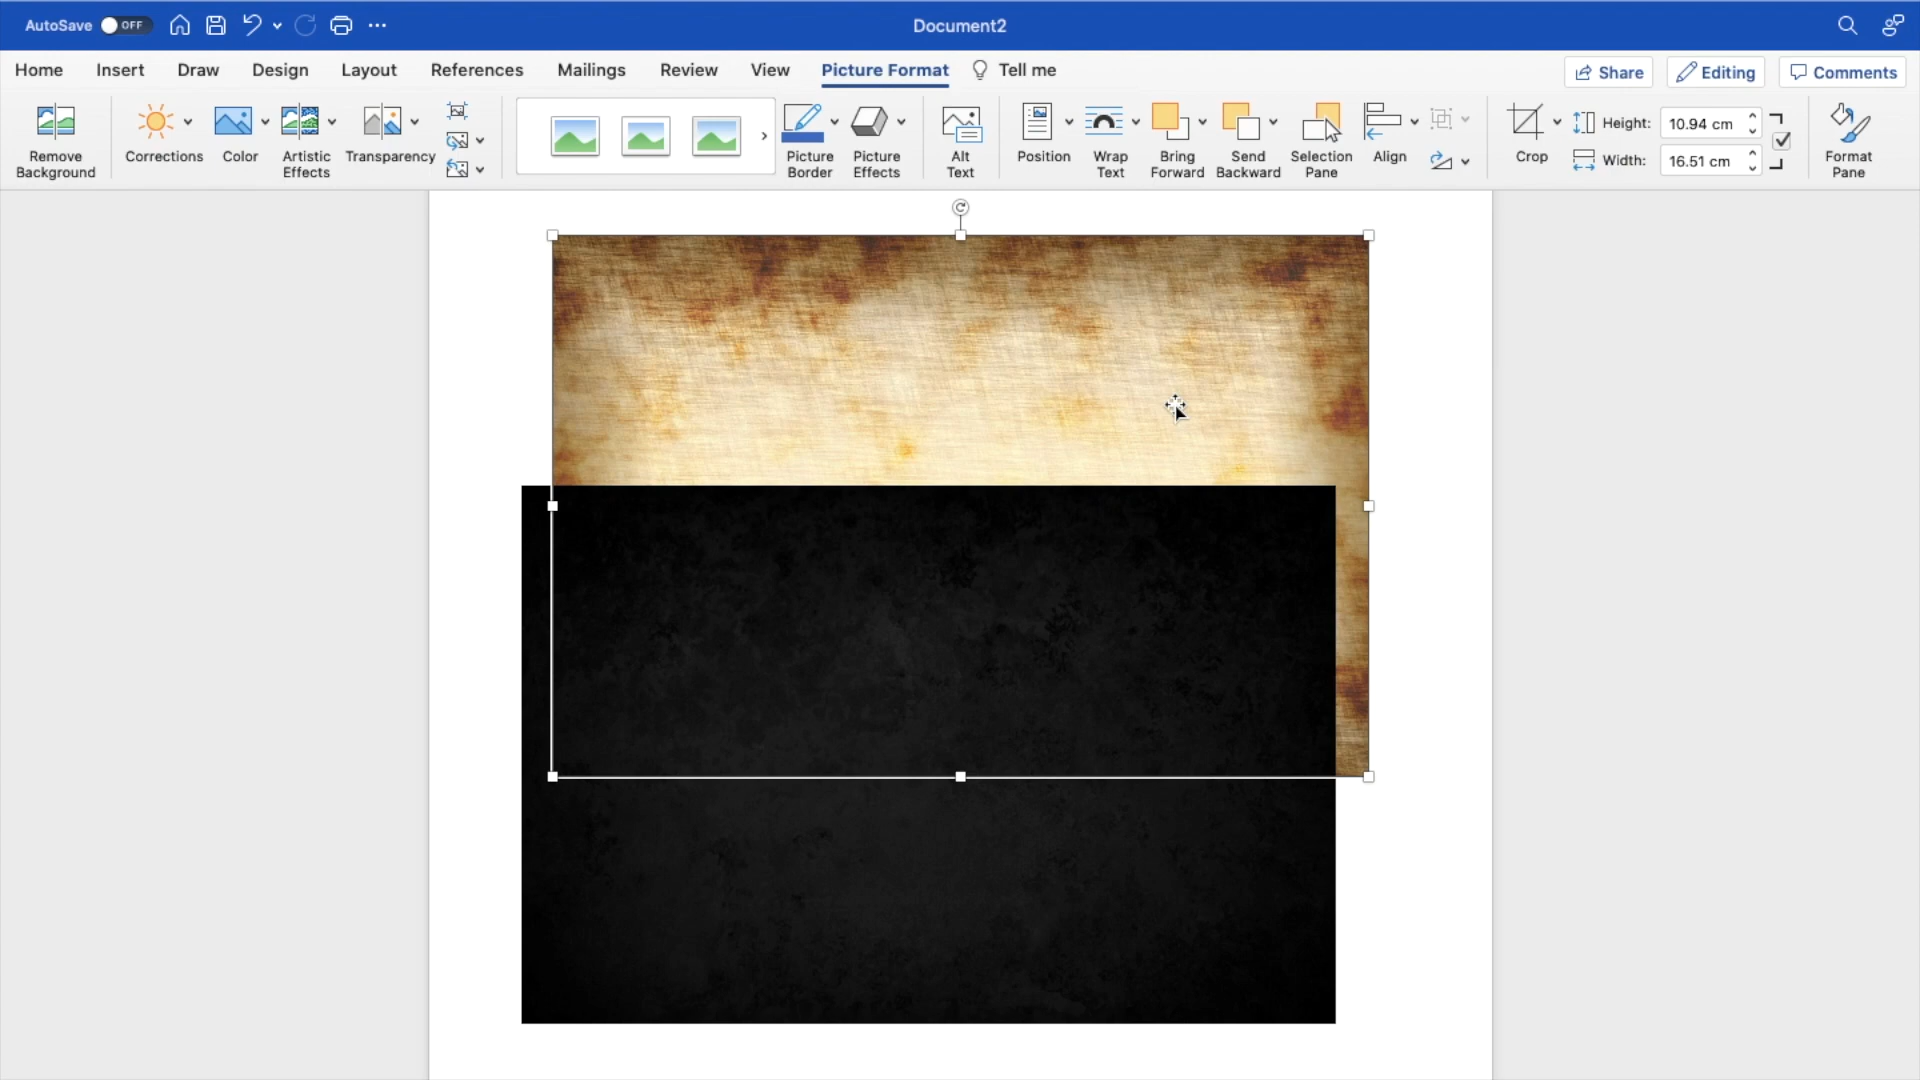 AutoSave OFF Document2
Home Insert Draw Design Layout References Mailings Review View Picture Format Tell me Share Editing Comments
Remove Background Corrections Color Artistic Effects Transparency Picture Border Picture Effects Alt Text Position Wrap Text Bring Forward Send Backward Selection Pane Align Crop Height: 10.94 cm Format Pane
Width: 16.51 cm